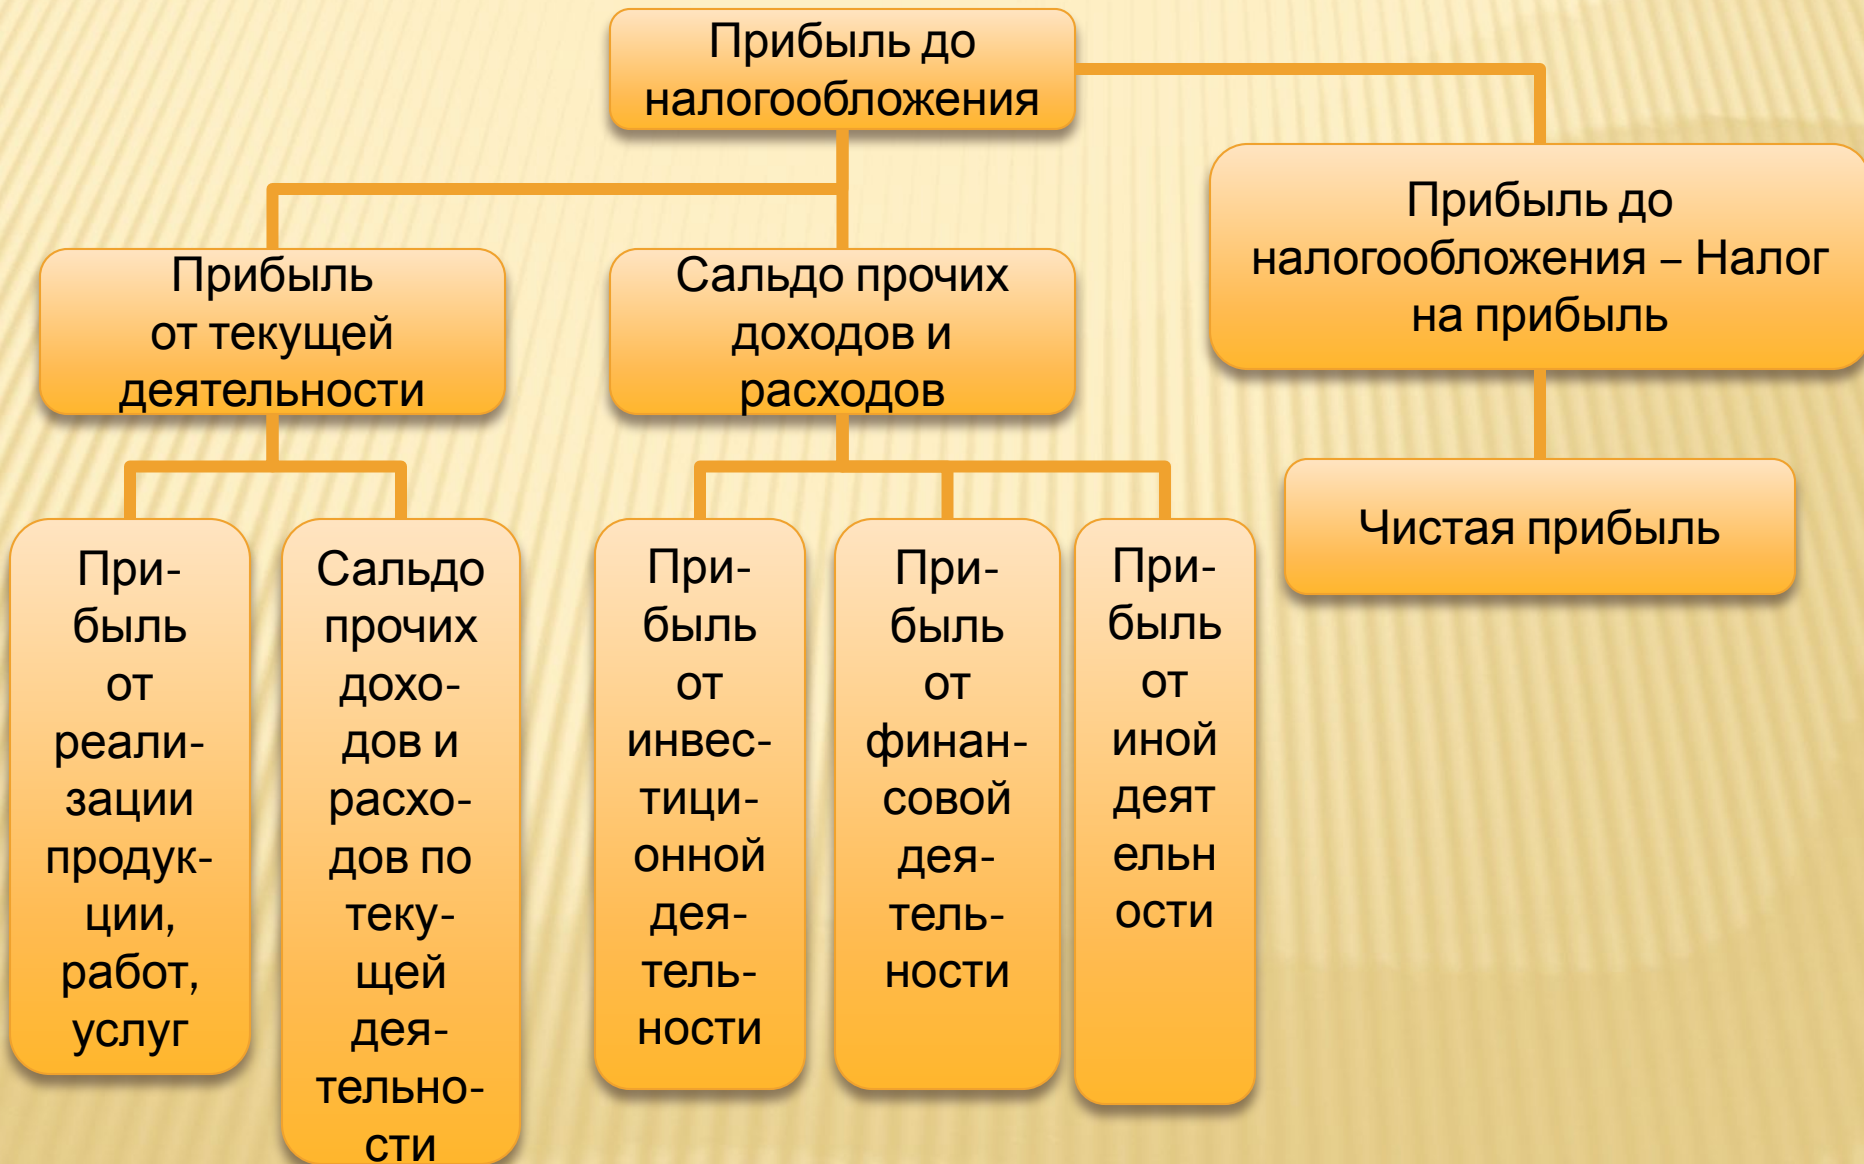 Прибыль до
налогообложения
Прибыль до
налогообложения – Налог
на прибыль
Прибыль
от текущей
деятельности
Сальдо прочих
доходов и
расходов
Чистая прибыль
При-
быль
от
реали-
зации
продук-
ции,
работ,
услуг
Сальдо
прочих
дохо-
дов и
расхо-
дов по
теку-
щей
дея-
тельно-
сти
При-
быль
от
инвес-
тици-
онной
дея-
тель-
ности
При-
быль
от
финан-
совой
дея-
тель-
ности
При-
быль
от
иной
деят
ельн
ости